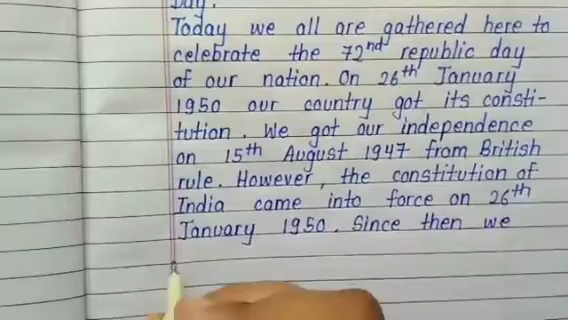 Day.
Today we all are gathered here to
celebrate the 72nd republic day
of our nation. On 26th January
1950 our country got its consti-
tution. We got our independence
on 15th August 1947 from British
rule. However, the constitution of
India came into force on 26th
January 1950. Since then we